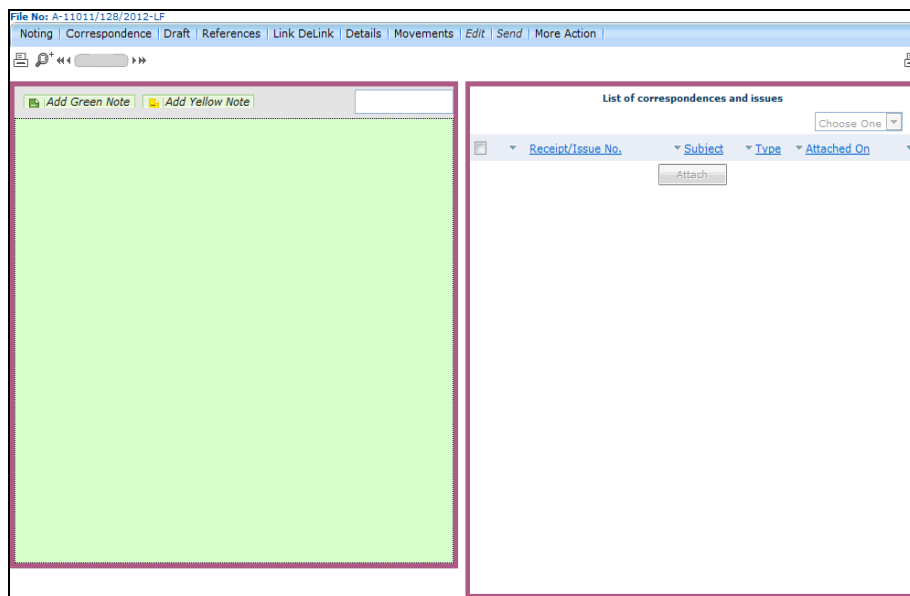 File No: A-11011/128/2012-LF
Noting | Correspondence | Draft | References | Link DeLink | Details | Movements | Edit | Send | More Action |
Add Green Note Add Yellow Note
List of correspondences and issues
Choose One
Receipt/Issue No. Subject Type Attached On
Attach